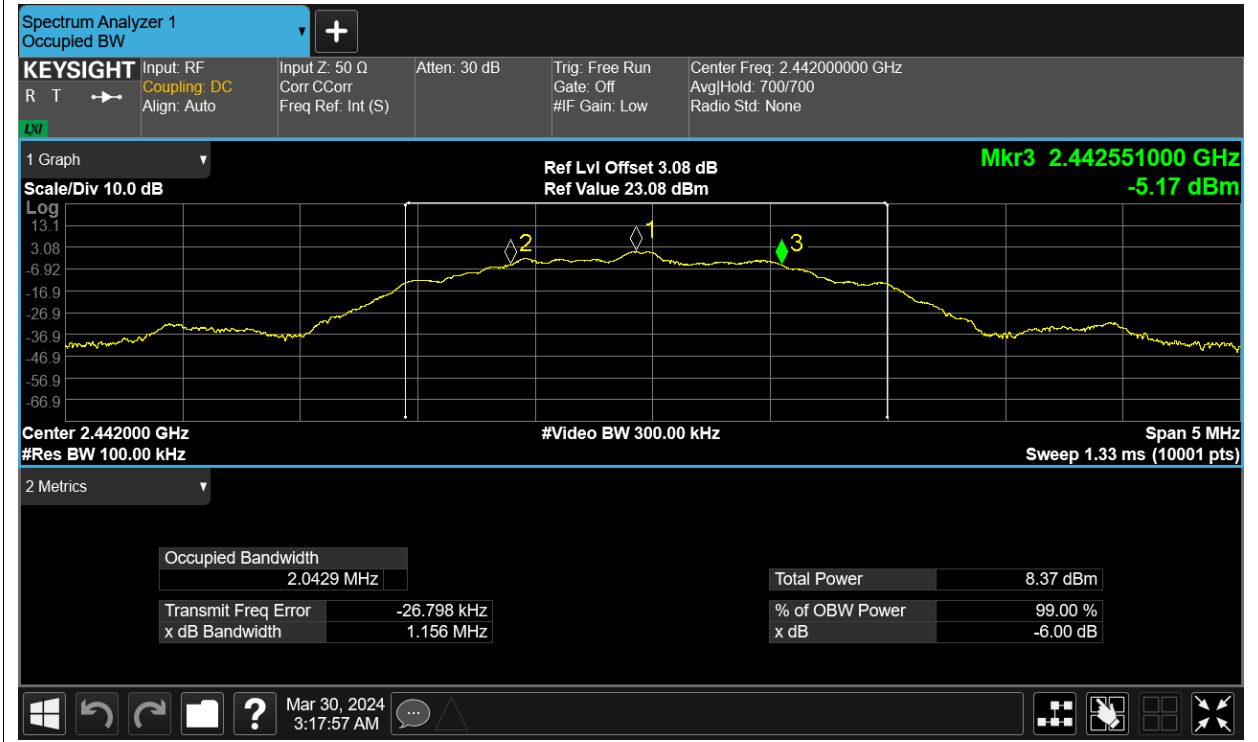 Spectrum Analyzer 1
Occupied BW
KEYSIGHT
R T
LXI
Input: RF
Coupling: DC
Align: Auto
Input Z: 50 Ω
Corr CCorr
Freq Ref: Int (S)
Atten: 30 dB
Trig: Free Run
Gate: Off
#IF Gain: Low
Center Freq: 2.442000000 GHz
Avg|Hold: 700/700
Radio Std: None
1 Graph
Scale/Div 10.0 dB
Ref Lvl Offset 3.08 dB
Ref Value 23.08 dBm
Mkr3 2.442551000 GHz
-5.17 dBm
Log
13.1
3.08
-6.92
-16.9
-26.9
-36.9
-46.9
-56.9
-66.9
2
1
3
Center 2.442000 GHz
#Video BW 300.00 kHz
Span 5 MHz
#Res BW 100.00 kHz
Sweep 1.33 ms (10001 pts)
2 Metrics
Occupied Bandwidth
2.0429 MHz
Total Power 8.37 dBm
Transmit Freq Error -26.798 kHz
% of OBW Power 99.00 %
x dB Bandwidth 1.156 MHz
x dB -6.00 dB
?
Mar 30, 2024
3:17:57 AM